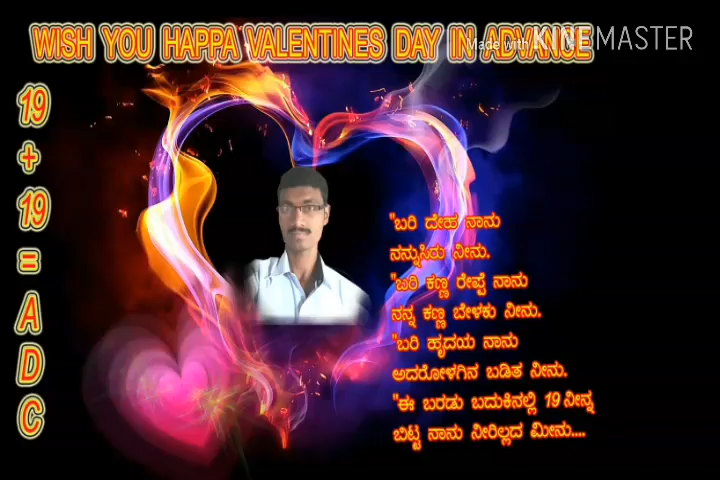 WISH YOU HAPPA VALENTINES DAY IN ADVANCE
Made with KINEMASTER
19
+
19
=
A
D
C
"ಬರಿ ದೇಹ ನಾನು
ನನ್ನುಸಿರು ನೀನು.
"ಬರಿ ಕಣ್ಣ ರೇಪ್ಪೆ ನಾನು
ನನ್ನ ಕಣ್ಣ ಬೇಳಕು ನೀನು.
"ಬರಿ ಹೃದಯ ನಾನು
ಅದರೋಳಗಿನ ಬಡಿತ ನೀನು.
"ಈ ಬರಡು ಬದುಕಿನಲ್ಲಿ 19 ನೀನ್ನ
ಬಿಟ್ಟ ನಾನು ನೀರಿಲ್ಲದ ಮೀನು....